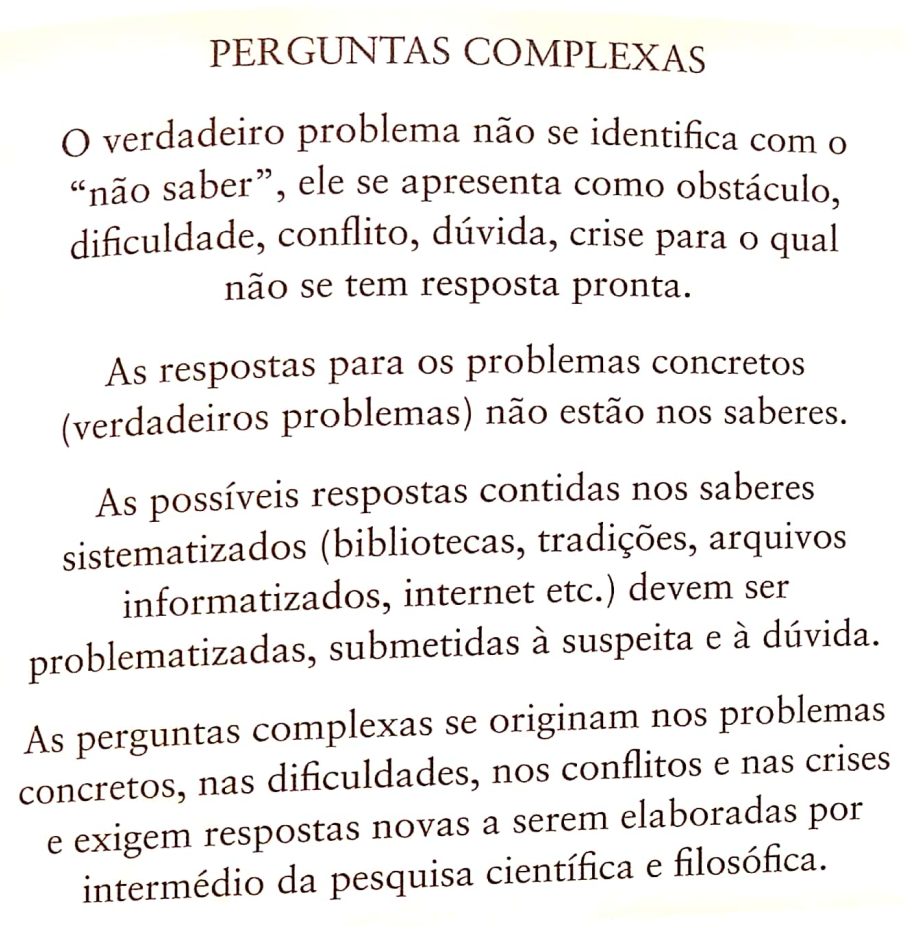 PERGUNTAS COMPLEXAS
O verdadeiro problema não se identifica com o
“não saber”, ele se apresenta como obstáculo,
dificuldade, conflito, dúvida, crise para o qual
não se tem resposta pronta.
As respostas para os problemas concretos
(verdadeiros problemas) não estão nos saberes.
As possíveis respostas contidas nos saberes
sistematizados (bibliotecas, tradições, arquivos
informatizados, internet etc.) devem ser
problematizadas, submetidas à suspeita e à dúvida.
As perguntas complexas se originam nos problemas
concretos, nas dificuldades, nos conflitos e nas crises
e exigem respostas novas a serem elaboradas por
intermédio da pesquisa científica e filosófica.